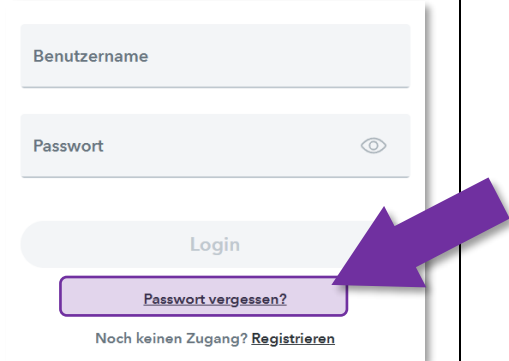 Benutzername
Passwort
Login
Passwort vergessen?
Noch keinen Zugang? Registrieren